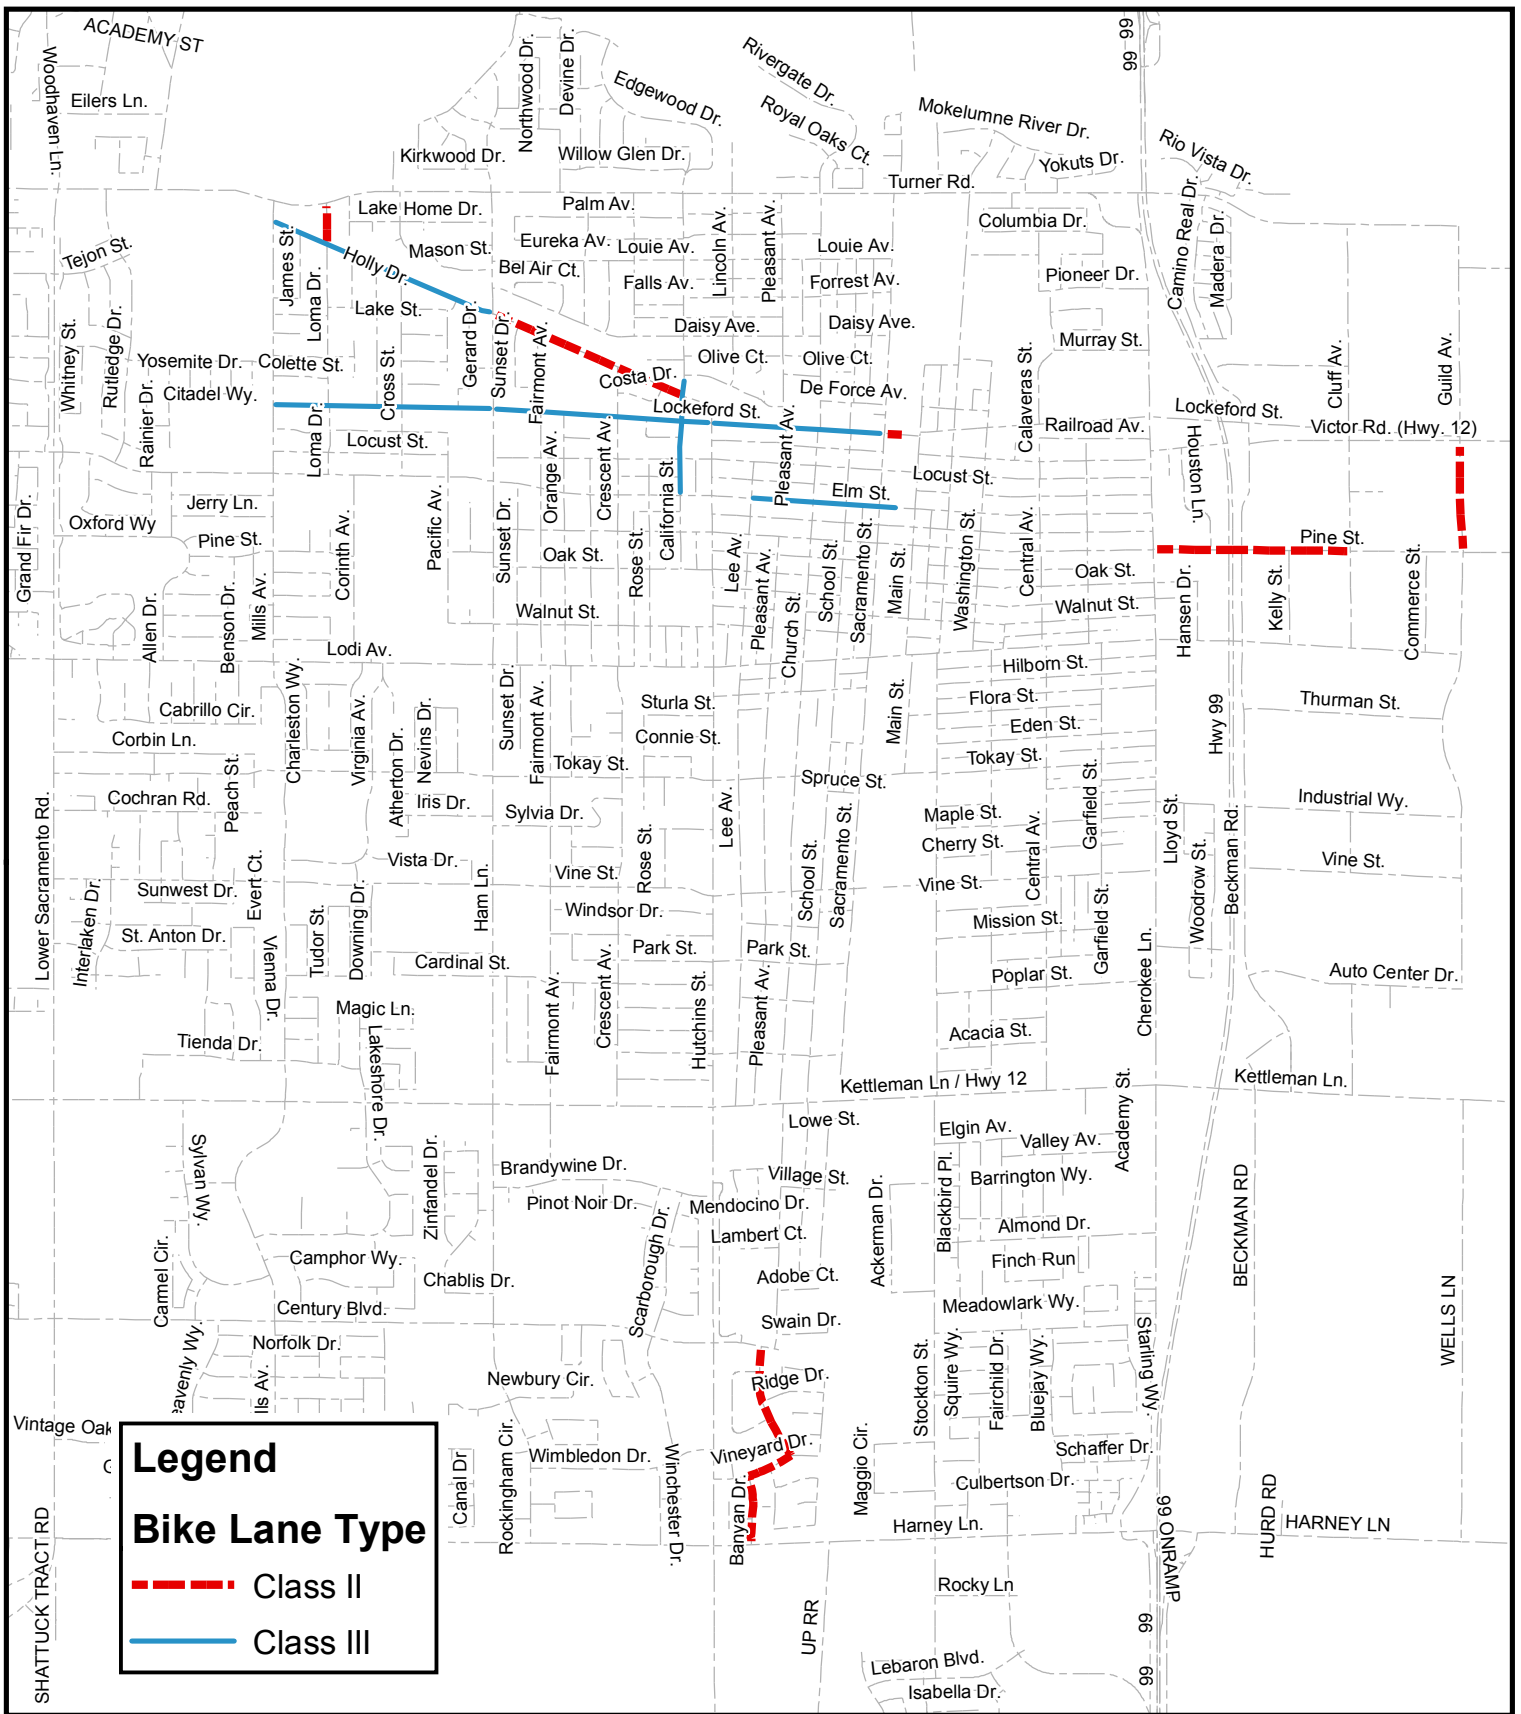 ACADEMY ST
Woodhaven Ln.
Eilers Ln.
Northwood Dr.
Devine Dr.
Edgewood Dr.
Rivergate Dr.
Royal Oaks Ct.
Mokelumne River Dr.
99
99
Rio Vista Dr.
Yokuts Dr.
Kirkwood Dr.
Willow Glen Dr.
Turner Rd.
Lake Home Dr.
Palm Av.
Lincoln Av.
Pleasant Av.
Columbia Dr.
Camino Real Dr.
Madera Dr.
Tejon St.
James St.
Holly Dr.
Mason St.
Eureka Av.
Louie Av.
Louie Av.
Bel Air Ct.
Falls Av.
Forrest Av.
Pioneer Dr.
Loma Dr.
Lake St.
Gerard Dr.
Sunset Dr.
Fairmont Av.
Daisy Ave.
Daisy Ave.
Murray St.
Whitney St.
Rutledge Dr.
Rainier Dr.
Yosemite Dr.
Colette St.
Cross St.
Costa Dr.
Olive Ct.
Olive Ct.
Calaveras St.
Cluff Av.
Guild Av.
Citadel Wy.
De Force Av.
Lockeford St.
Lockeford St.
Loma Dr.
Locust St.
Orange Av.
Crescent Av.
California St.
Pleasant Av.
Railroad Av.
Houston Ln.
Victor Rd. (Hwy. 12)
Locust St.
Elm St.
Grand Fir Dr.
Jerry Ln.
Oxford Wy
Pine St.
Corinth Av.
Pacific Av.
Sunset Dr.
Oak St.
Rose St.
Lee Av.
Pleasant Av.
Church St.
School St.
Sacramento St.
Main St.
Washington St.
Central Av.
Pine St.
Oak St.
Walnut St.
Walnut St.
Hansen Dr.
Kelly St.
Commerce St.
Allen Dr.
Benson Dr.
Mills Av.
Lodi Av.
Hilborn St.
Charleston Wy.
Virginia Av.
Atherton Dr.
Nevins Dr.
Sunset Dr.
Fairmont Av.
Sturla St.
Main St.
Flora St.
Hwy 99
Thurman St.
Cabrillo Cir.
Corbin Ln.
Connie St.
Eden St.
Peach St.
Tokay St.
Tokay St.
Spruce St.
Garfield St.
Lower Sacramento Rd.
Cochran Rd.
Iris Dr.
Sylvia Dr.
Lee Av.
Sacramento St.
Maple St.
Cherry St.
Central Av.
Lloyd St.
Woodrow St.
Beckman Rd.
Industrial Wy.
Vine St.
Interlaken Dr.
Sunwest Dr.
Evert Ct.
Vista Dr.
Ham Ln.
Vine St.
Rose St.
School St.
Vine St.
Windsor Dr.
Mission St.
Garfield St.
St. Anton Dr.
Vienna Dr.
Tudor St.
Downing Dr.
Cardinal St.
Park St.
Park St.
Poplar St.
Cherokee Ln.
Auto Center Dr.
Fairmont Av.
Crescent Av.
Hutchins St.
Pleasant Av.
Magic Ln.
Tienda Dr.
Lakeshore Dr.
Acacia St.
Kettleman Ln / Hwy 12
Kettleman Ln.
Academy St.
Lowe St.
Elgin Av.
Valley Av.
Sylvan Wy.
Zinfandel Dr.
Brandywine Dr.
Village St.
Barrington Wy.
Blackbird Pl.
Ackerman Dr.
BECKMAN RD
Pinot Noir Dr.
Mendocino Dr.
Almond Dr.
Scarborough Dr.
Lambert Ct.
Carmel Cir.
Camphor Wy.
Chablis Dr.
Adobe Ct.
Finch Run
Century Blvd.
Swain Dr.
Meadowlark Wy.
WELLS LN
eavenly Wy.
Norfolk Dr.
Stockton St.
Squire Wy.
Fairchild Dr.
Bluejay Wy.
Starling Wy.
lls Av.
Newbury Cir.
Ridge Dr.
Vintage Oak
Canal Dr
Rockingham Cir.
Wimbledon Dr.
Winchester Dr.
Vineyard Dr.
Banyan Dr.
Maggio Cir.
Schaffer Dr.
Culbertson Dr.
Harney Ln.
99 ONRAMP
HURD RD
HARNEY LN
SHATTUCK TRACT RD
UP RR
Rocky Ln
99
99
Lebaron Blvd.
Isabella Dr.
Legend
Bike Lane Type
Class II
Class III